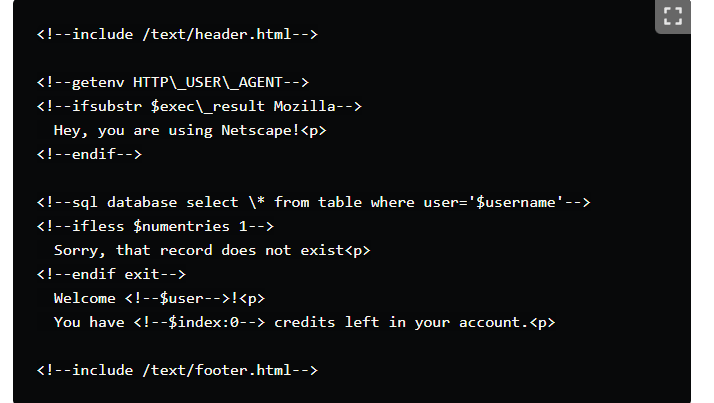 <!--include /text/header.html-->
<!--getenv HTTP\_USER\_AGENT-->
<!--ifsubstr $exec\_result Mozilla-->
Hey, you are using Netscape!<p>
<!--endif-->
<!--sql database select \* from table where user='$username'-->
<!--ifless $numentries 1-->
Sorry, that record does not exist<p>
<!--endif exit-->
Welcome <!--$user-->!<p>
You have <!--$index:0--> credits left in your account.<p>
<!--include /text/footer.html-->